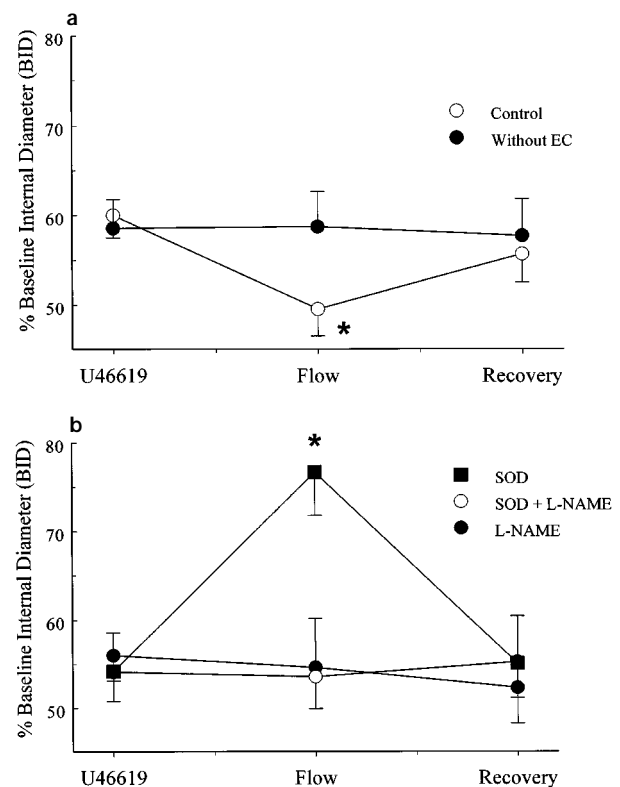 a
% Baseline Internal Diameter (BID)
80
70
60
50
Control
Without EC
*
U46619 Flow Recovery
b
% Baseline Internal Diameter (BID)
80
70
60
50
*
SOD
SOD + L-NAME
L-NAME
U46619 Flow Recovery